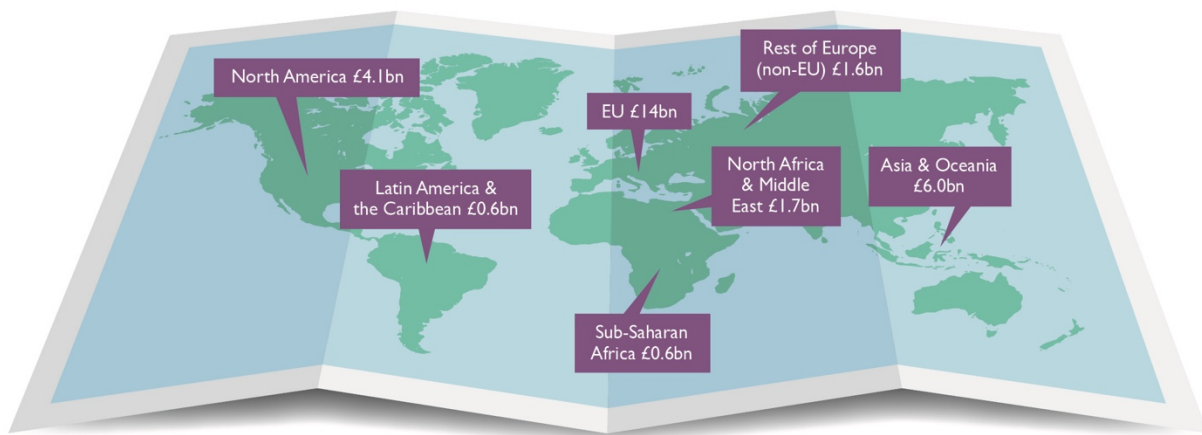 North America £4.1bn
Latin America &
the Caribbean £0.6bn
EU £14bn
Rest of Europe
(non-EU) £1.6bn
North Africa
& Middle
East £1.7bn
Asia & Oceania
£6.0bn
Sub-Saharan
Africa £0.6bn